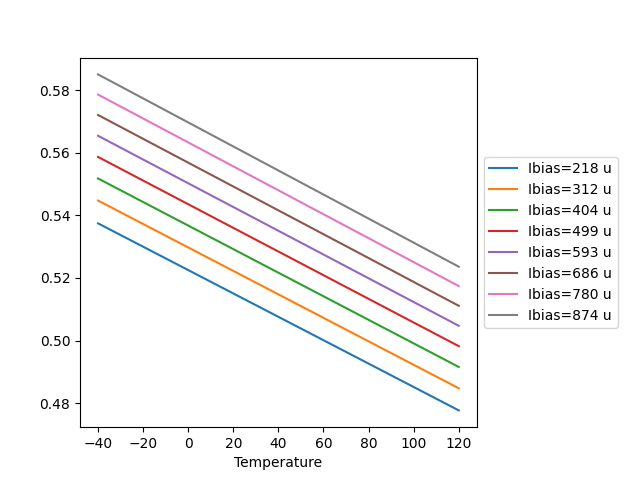 0.58
0.56
0.54
0.52
0.50
0.48
−40
−20
0
20
40
60
80
100
120
Temperature
Ibias=218 u
Ibias=312 u
Ibias=404 u
Ibias=499 u
Ibias=593 u
Ibias=686 u
Ibias=780 u
Ibias=874 u